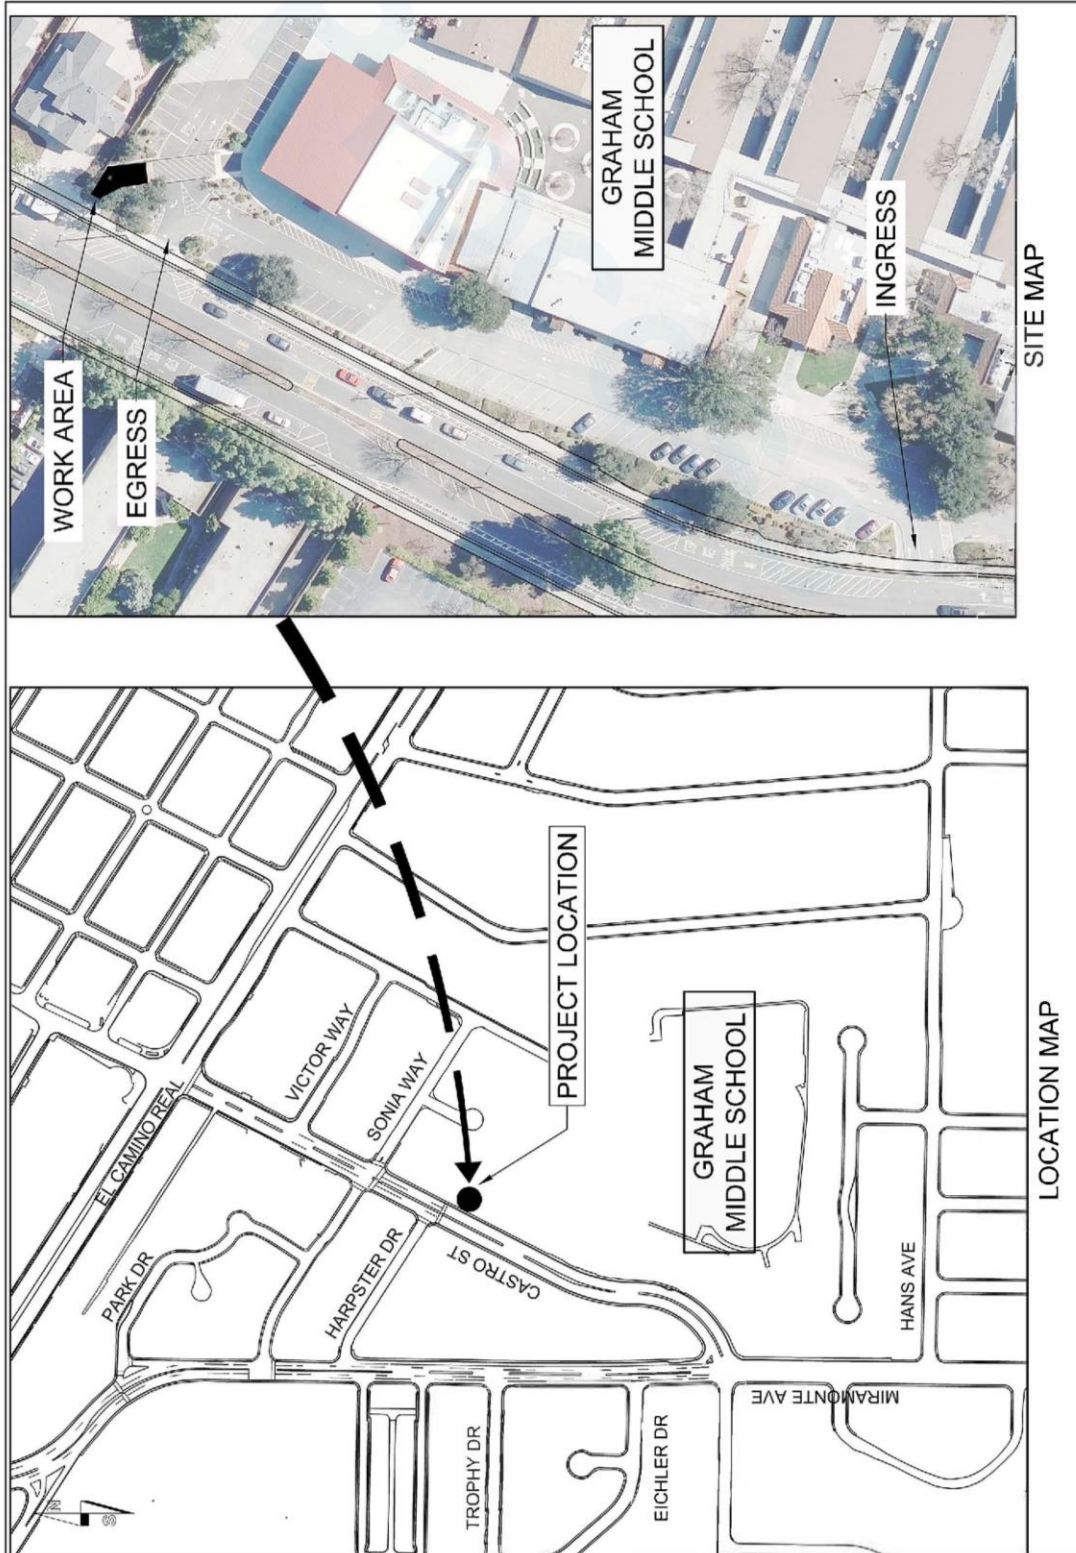 WORK AREA
EGRESS
GRAHAM
MIDDLE SCHOOL
INGRESS
SITE MAP
EL CAMINO REAL
VICTOR WAY
SONIA WAY
PARK DR
HARPSTER DR
CASTRO ST
PROJECT LOCATION
GRAHAM
MIDDLE SCHOOL
TROPHY DR
EICHLER DR
MIRAMONTE AVE
HANS AVE
N
S
LOCATION MAP